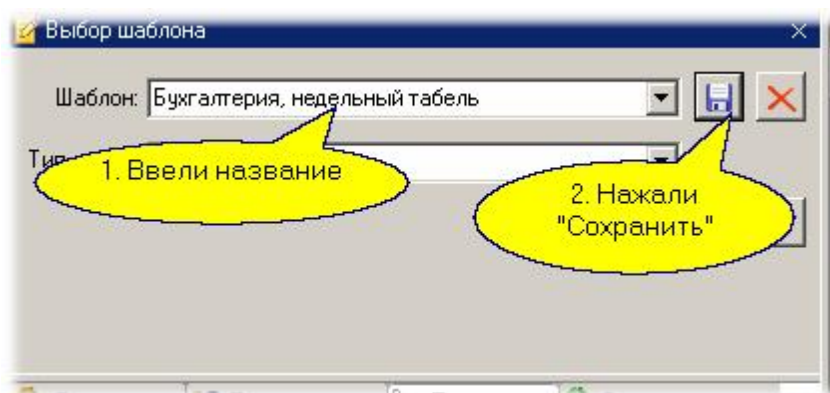 Выбор шаблона
Шаблон: Бухгалтерия, недельный табель
1. Ввели название
2. Нажали
"Сохранить"